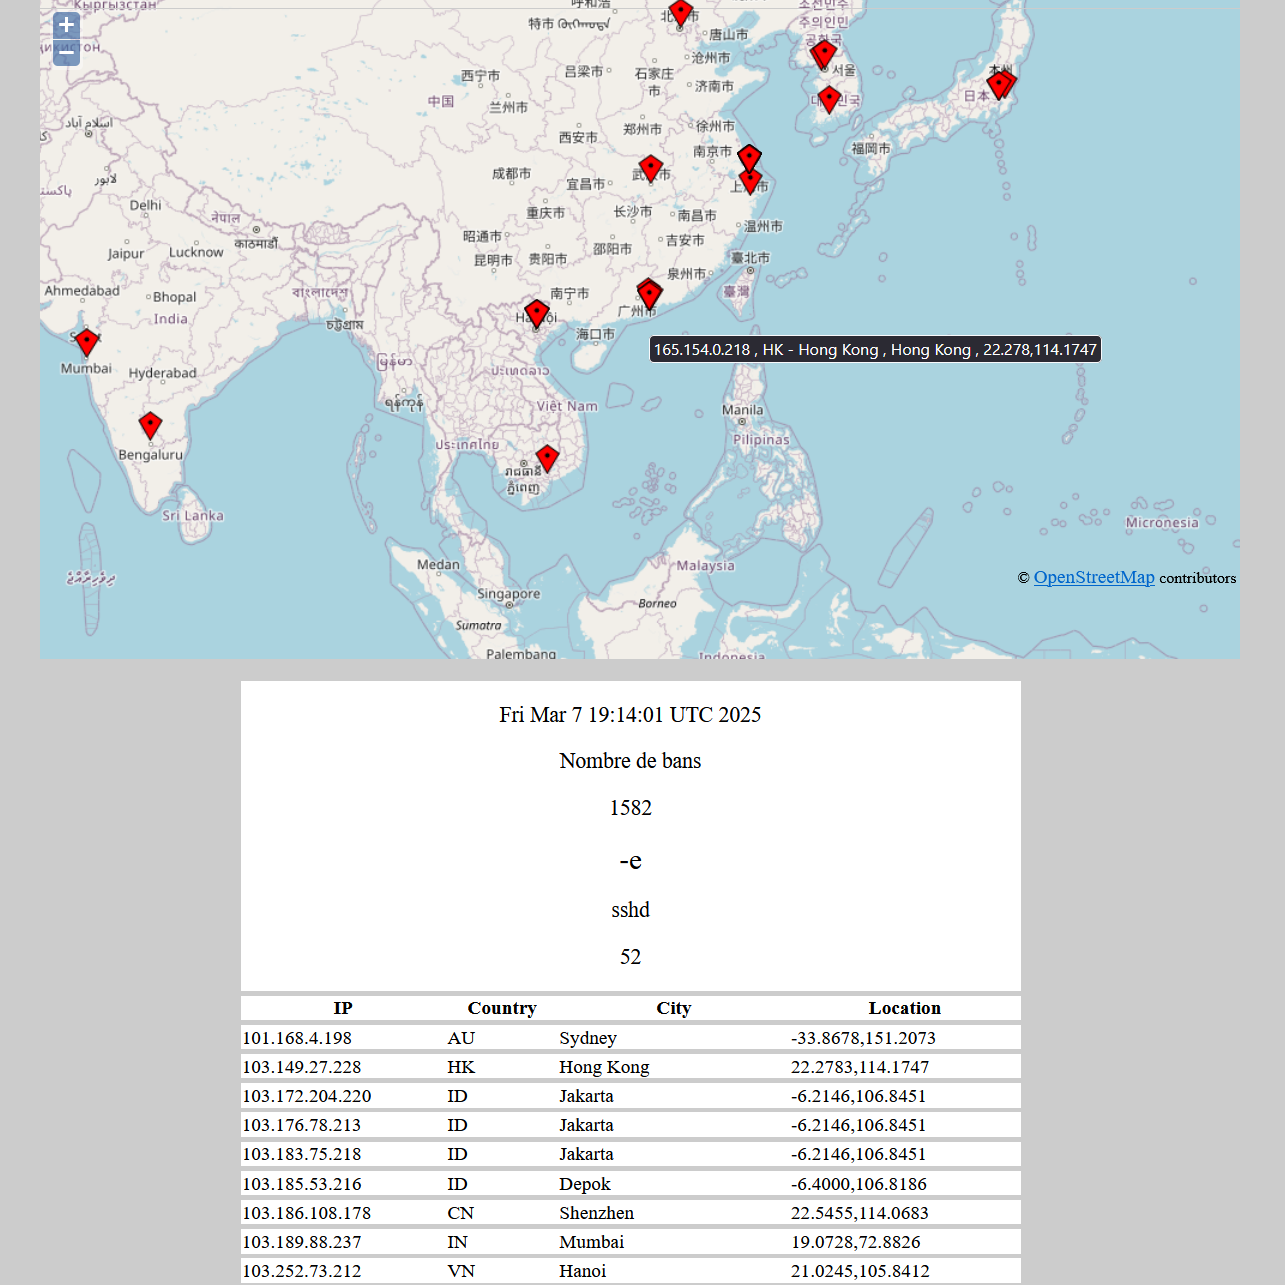 Кыргызстан
呼和浩
北京市
조선민주
주의인민
공화국
特市
唐山市
+
−
沧州市
石家庄
市
吕梁市
济南市
서울
西宁市
中国
兰州市
本州
日本
대한민국
اسلام آباد
郑州市
徐州市
西安市
南京市
福岡市
لاہور
成都市
宜昌市
武汉市
上海市
Delhi
नेपाल
काठमाडौँ
重庆市
长沙市
南昌市
温州市
昭通市
邵阳市
吉安市
Jaipur
Lucknow
昆明市
贵阳市
臺北市
泉州市
Ahmedabad
Bhopal
বাংলাদেশ
南宁市
臺灣
India
চট্টগ্রাম
Hà Nội
广州市
海口市
165.154.0.218 , HK - Hong Kong , Hong Kong , 22.278,114.1747
Mumbai
Hyderabad
မြန်မာ
ປະເທດລາວ
ရန်ကုန်
Việt Nam
Manila
Pilipinas
ประเทศไทย
Bengaluru
រាជធានី
ភ្នំពេញ
Sri Lanka
Micronesia
Medan
Malaysia
ދިވެހިރާއްޖެ
© OpenStreetMap contributors
Singapore
Borneo
Sumatra
Palembang
Indonesia
Fri Mar 7 19:14:01 UTC 2025
Nombre de bans
1582
-e
sshd
52
IP Country City Location
101.168.4.198 AU Sydney -33.8678,151.2073
103.149.27.228 HK Hong Kong 22.2783,114.1747
103.172.204.220 ID Jakarta -6.2146,106.8451
103.176.78.213 ID Jakarta -6.2146,106.8451
103.183.75.218 ID Jakarta -6.2146,106.8451
103.185.53.216 ID Depok -6.4000,106.8186
103.186.108.178 CN Shenzhen 22.5455,114.0683
103.189.88.237 IN Mumbai 19.0728,72.8826
103.252.73.212 VN Hanoi 21.0245,105.8412